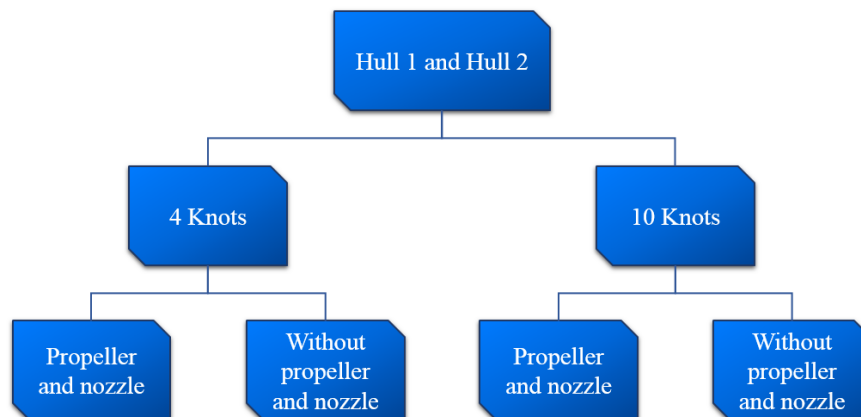 Hull 1 and Hull 2
4 Knots
10 Knots
Propeller
and nozzle
Without
propeller
and nozzle
Propeller
and nozzle
Without
propeller
and nozzle